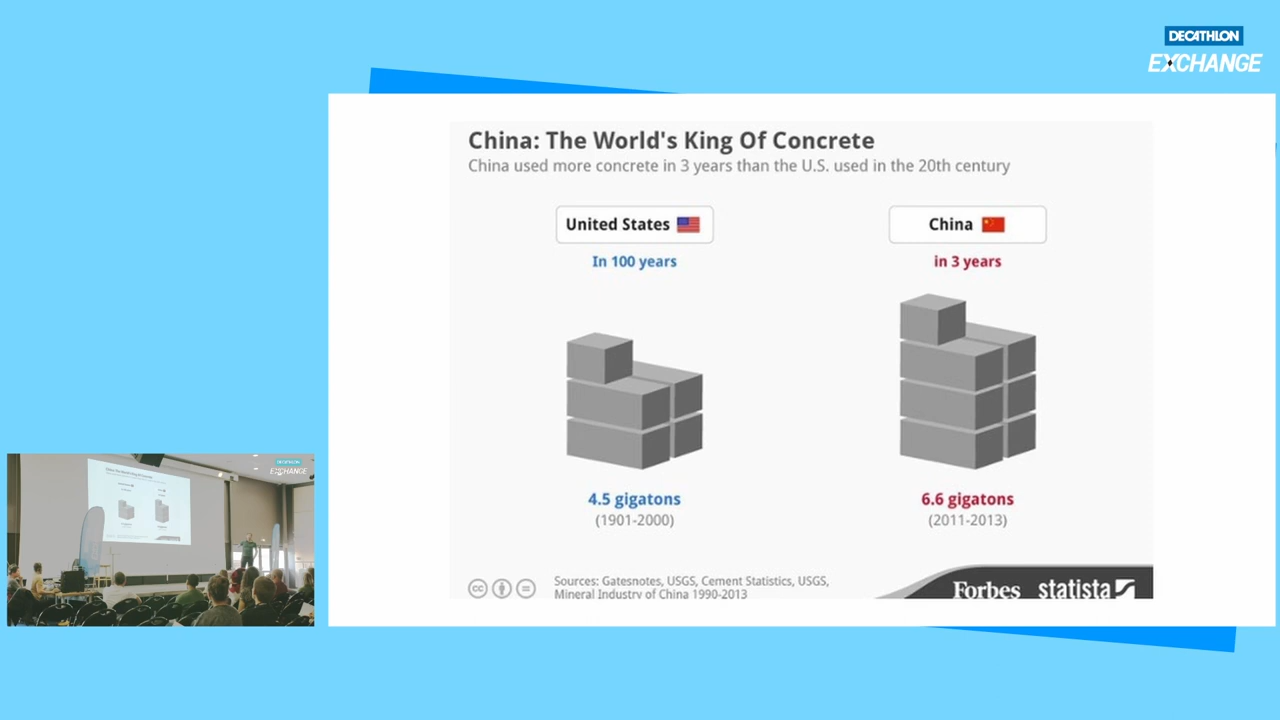 DECATHLON
EXCHANGE
China: The World's King Of Concrete
China used more concrete in 3 years than the U.S. used in the 20th century
United States
China
In 100 years
in 3 years
4.5 gigatons
6.6 gigatons
(1901-2000)
(2011-2013)
Sources: Gatesnotes, USGS, Cement Statistics, USGS,
Mineral Industry of China 1990-2013
Forbes statista
DECATHLON
EXCHANGE